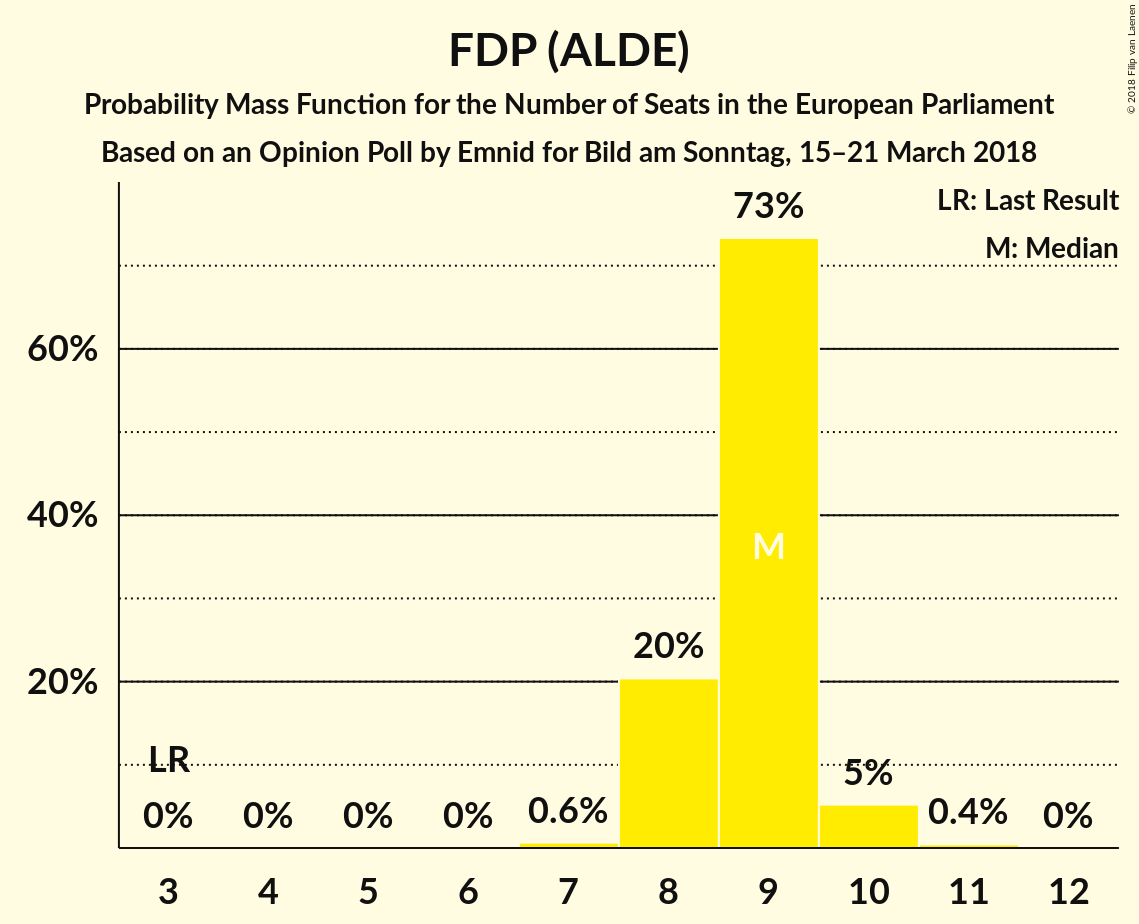 FDP (ALDE)
Probability Mass Function for the Number of Seats in the European Parliament
Based on an Opinion Poll by Emnid for Bild am Sonntag, 15–21 March 2018
© 2018 Filip van Laenen
LR: Last Result
M: Median
73%
60%
40%
M
20%
20%
LR
0%
0%
0%
0%
0.6%
5%
0.4%
0%
3 4 5 6 7 8 9 10 11 12